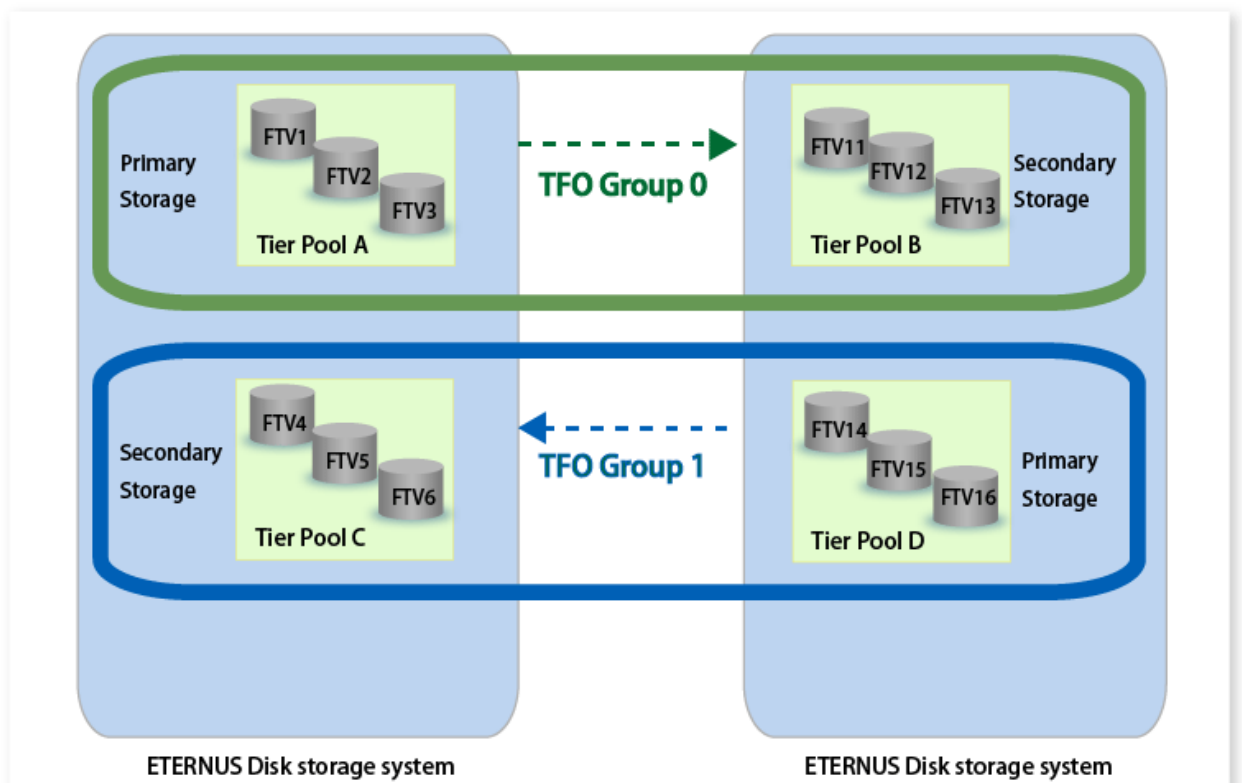 Primary
Storage
FTV1
FTV2
FTV3
Tier Pool A
TFO Group 0
FTV11
FTV12
FTV13
Tier Pool B
Secondary
Storage
Secondary
Storage
FTV4
FTV5
FTV6
Tier Pool C
TFO Group 1
FTV14
FTV15
FTV16
Tier Pool D
Primary
Storage
ETERNUS Disk storage system
ETERNUS Disk storage system